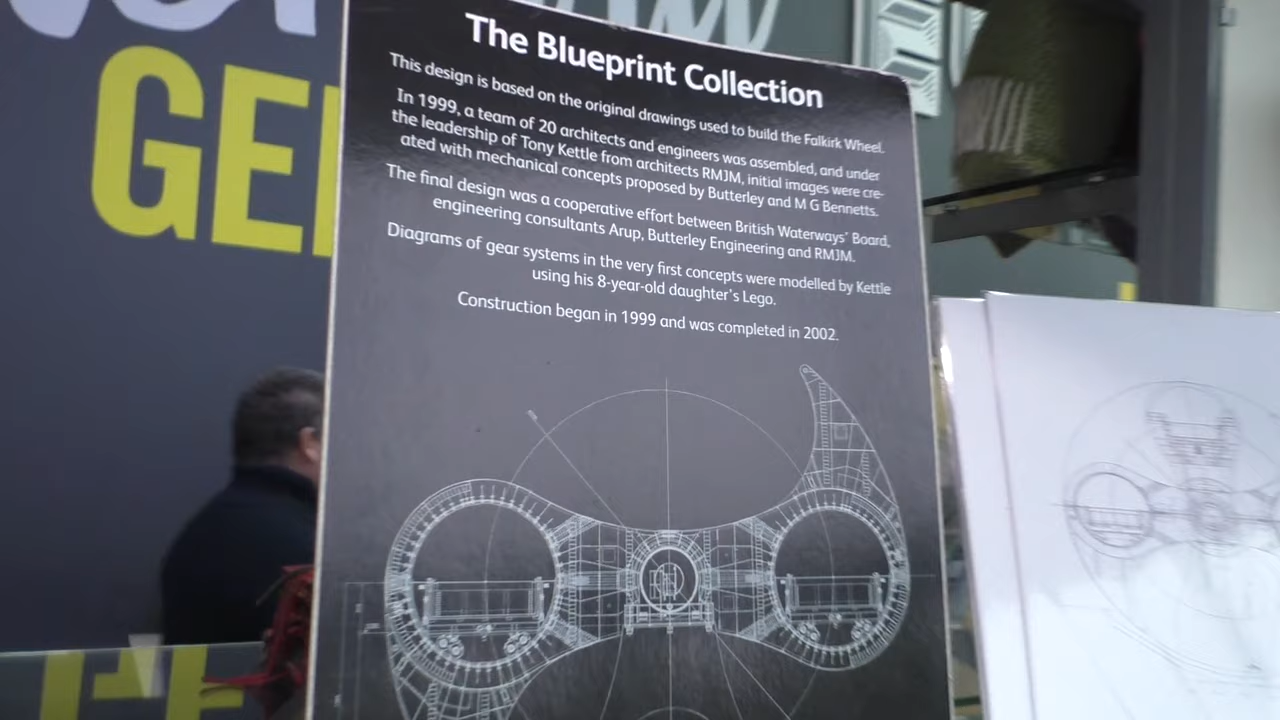 GE
The Blueprint Collection
This design is based on the original drawings used to build the Falkirk Wheel.
In 1999, a team of 20 architects and engineers was assembled, and under
the leadership of Tony Kettle from architects RMJM, initial images were cre-
ated with mechanical concepts proposed by Butterley and M G Bennetts.
The final design was a cooperative effort between British Waterways' Board,
engineering consultants Arup, Butterley Engineering and RMJM.
Diagrams of gear systems in the very first concepts were modelled by Kettle
using his 8-year-old daughter's Lego.
Construction began in 1999 and was completed in 2002.